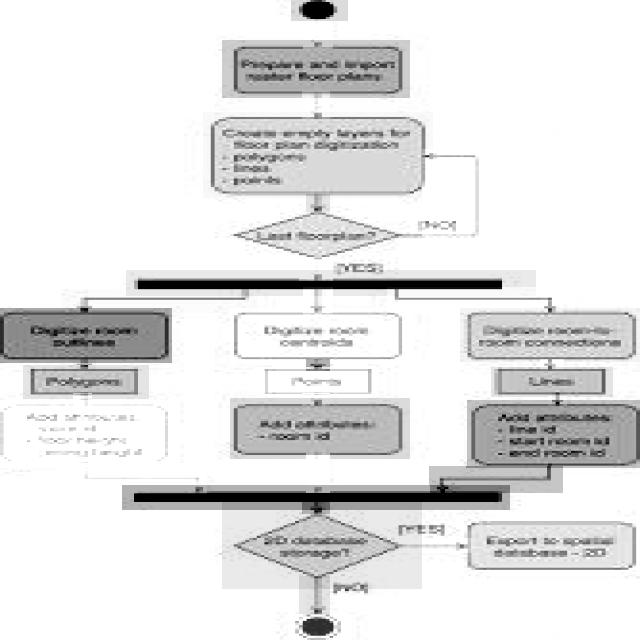 Prepare and import
raster floor plans
Create empty layers for
floor plan digitization
- polygons
- lines
- points
Last floorplan?
[NO]
[YES]
Digitize room
outlines
Digitize room
centroids
Digitize room-to-
room connections
Polygons
Points
Lines
Add attributes:
- room id
- floor height
Add attributes:
- room id
Add attributes:
- line id
- start room id
- end room id
2D database
storage?
[YES]
Export to spatial
database - 2D
[NO]